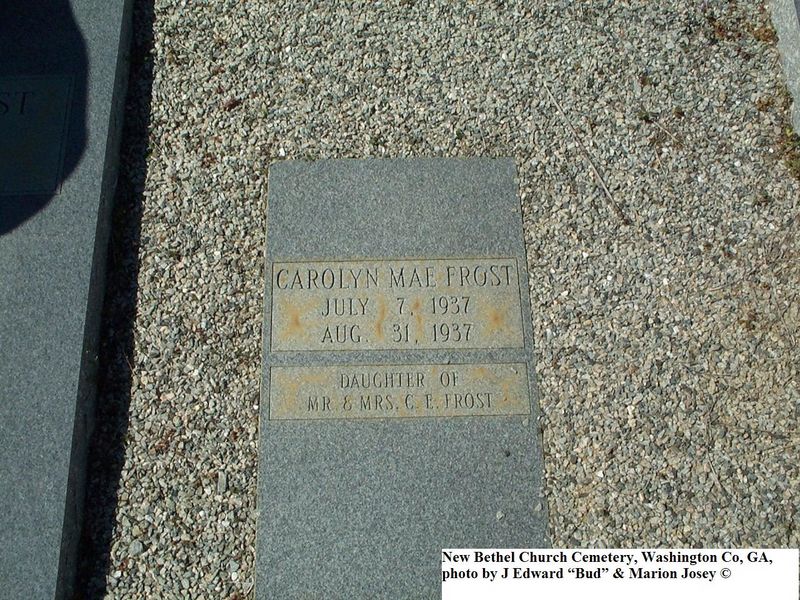 CAROLYN MAE FROST
JULY 7, 1937
AUG. 31, 1937
DAUGHTER OF
MR. & MRS. C. E. FROST
New Bethel Church Cemetery, Washington Co, GA,
photo by J Edward “Bud” & Marion Josey ©